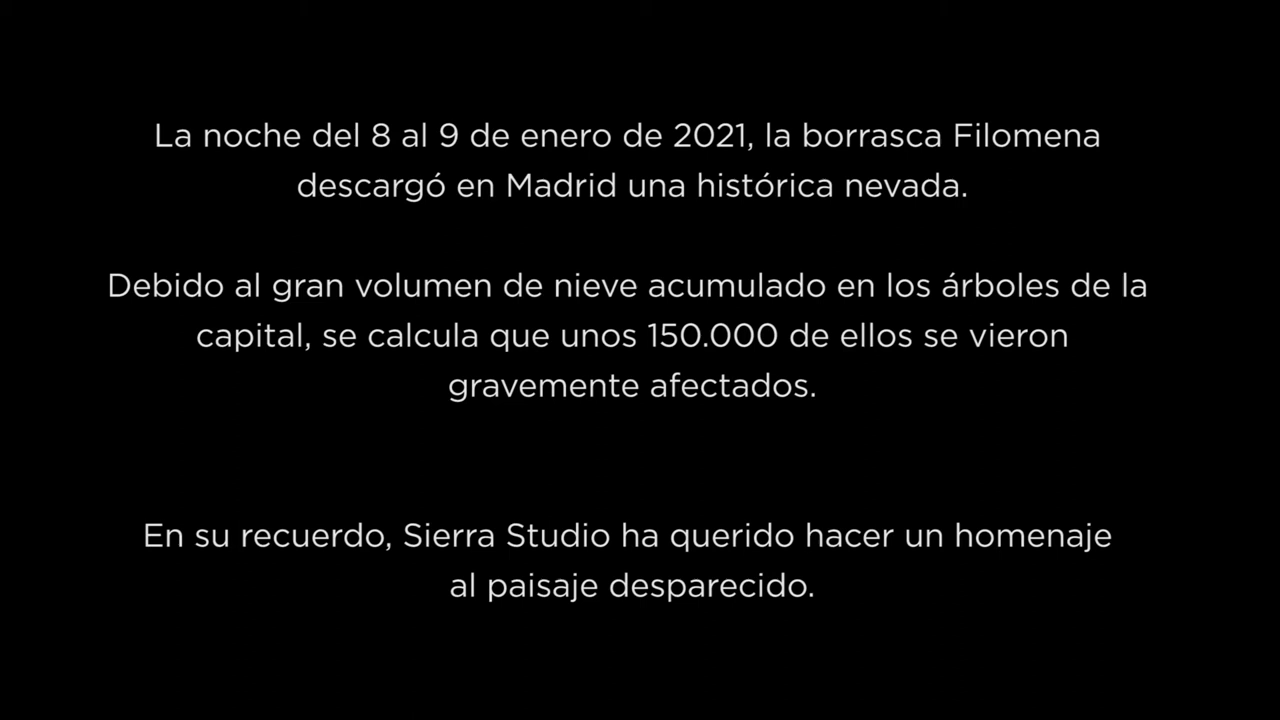 La noche del 8 al 9 de enero de 2021, la borrasca Filomena
descargó en Madrid una histórica nevada.
Debido al gran volumen de nieve acumulado en los árboles de la
capital, se calcula que unos 150.000 de ellos se vieron
gravemente afectados.
En su recuerdo, Sierra Studio ha querido hacer un homenaje
al paisaje desparecido.